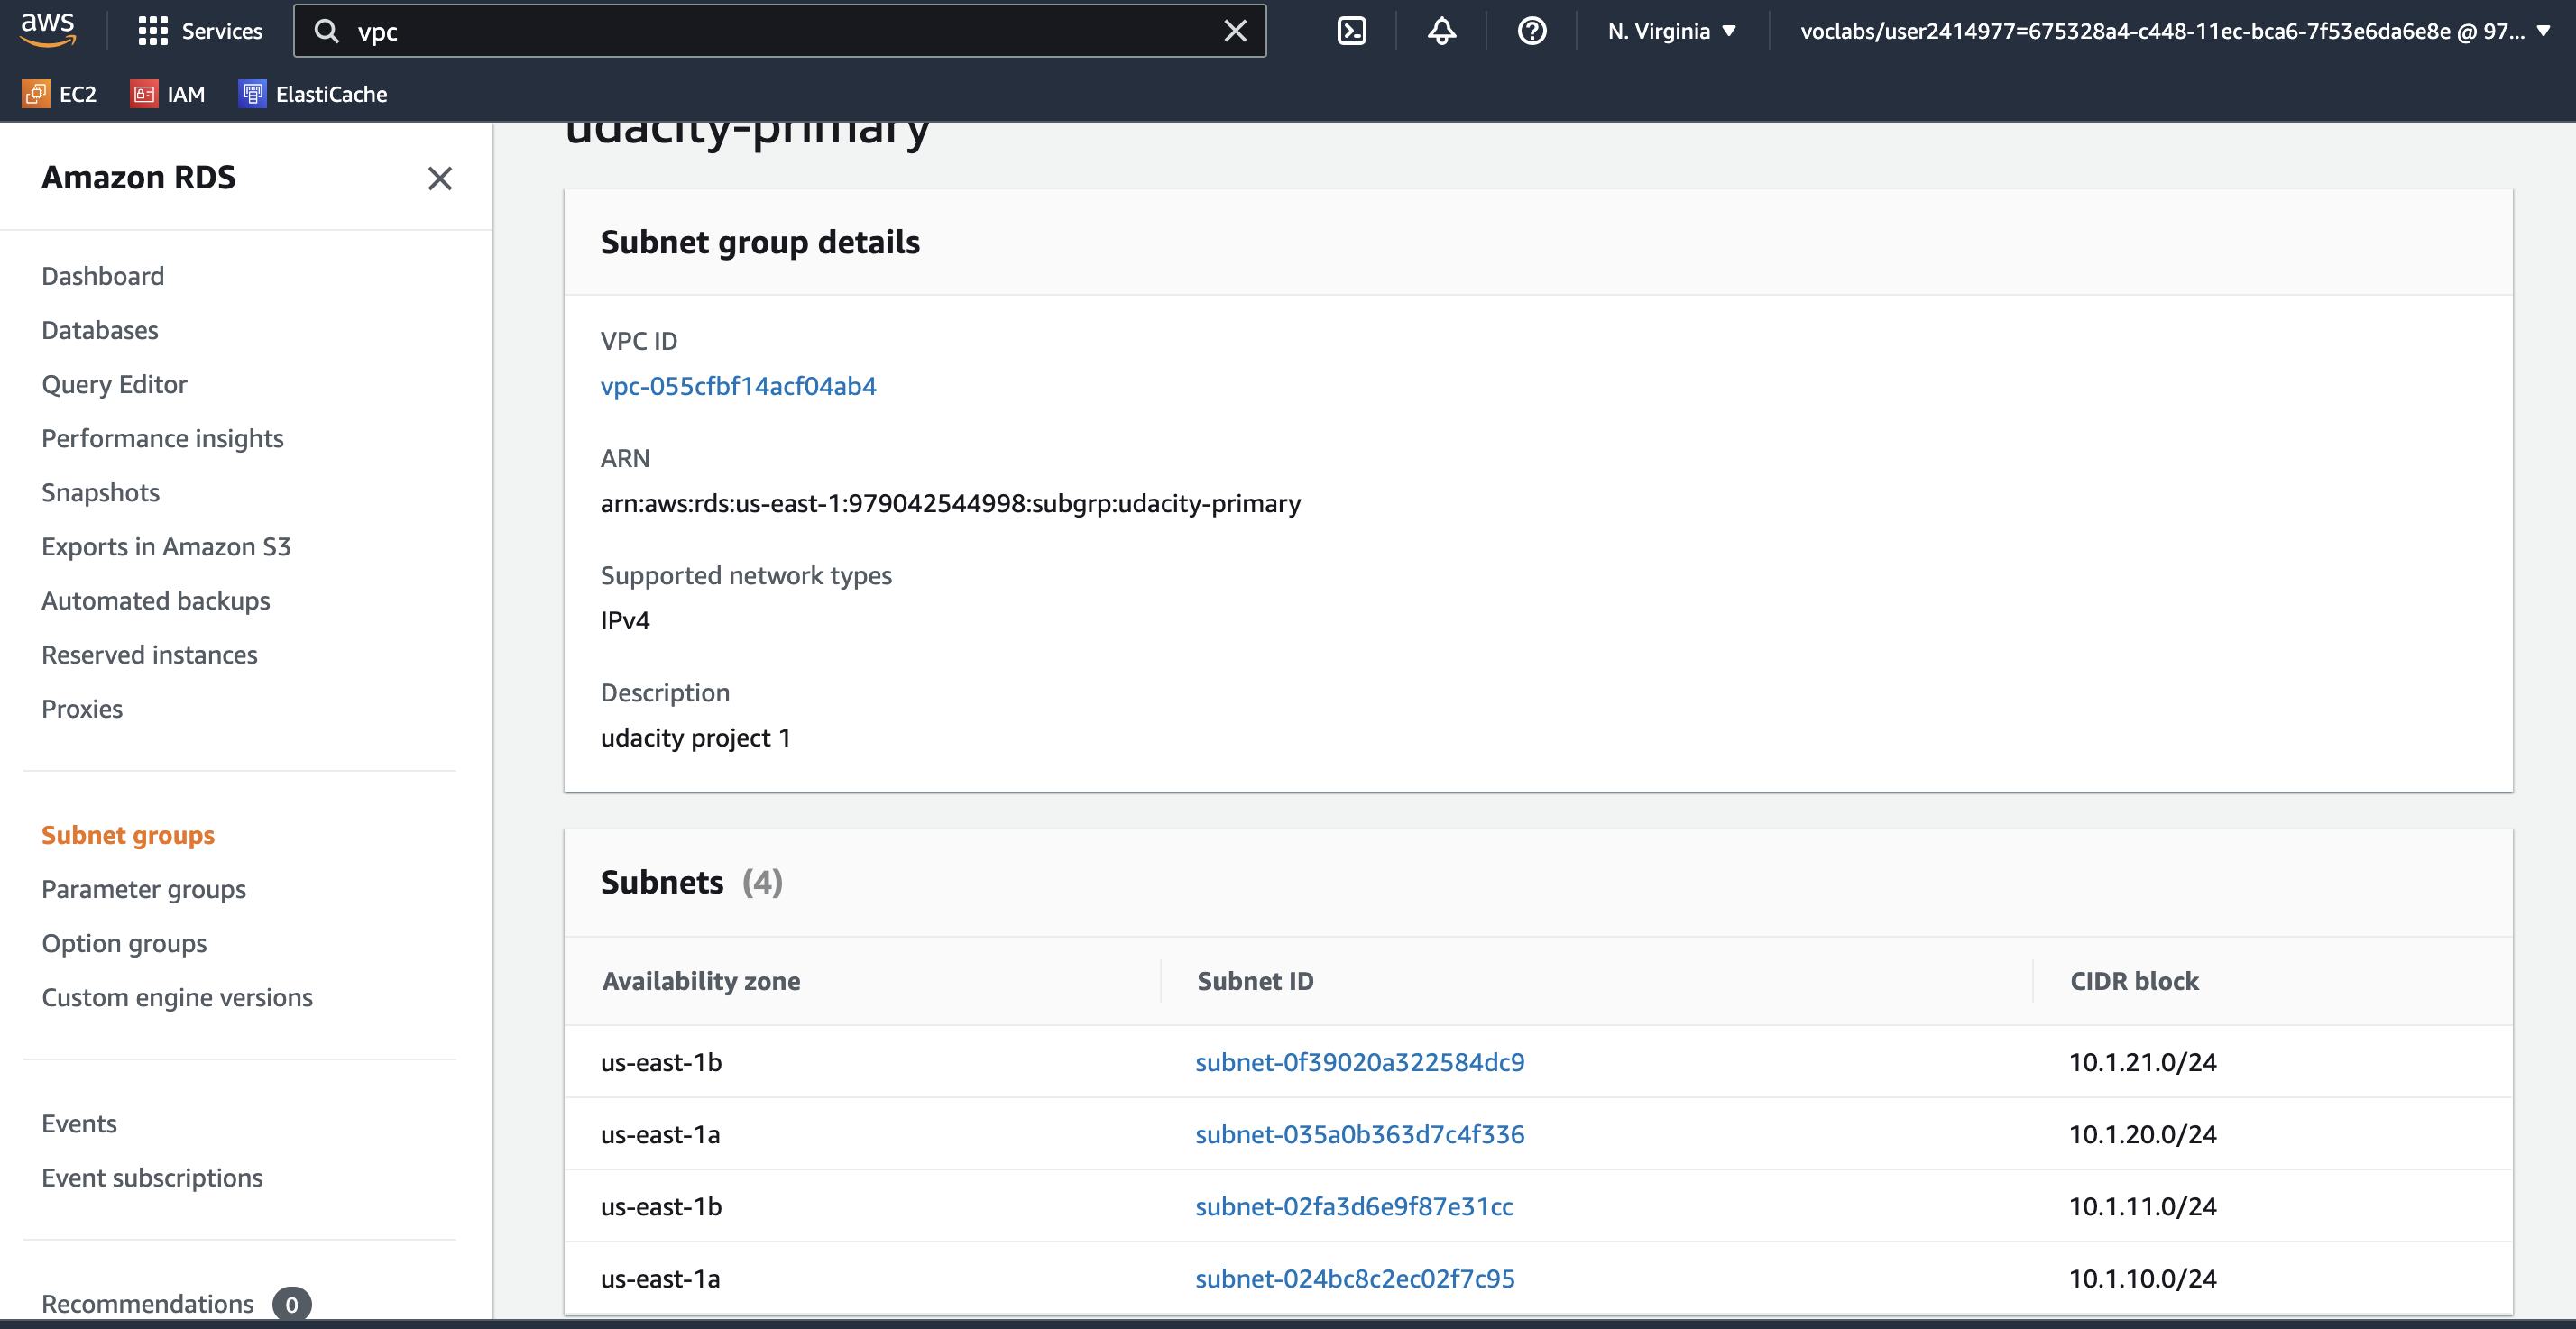 aws Services vpc N. Virginia voclabs/user2414977=675328a4-c448-11ec-bca6-7f53e6da6e8e @ 97...
EC2 IAM ElastiCache
udacity-primary
Amazon RDS
Dashboard
Databases
Query Editor
Performance insights
Snapshots
Exports in Amazon S3
Automated backups
Reserved instances
Proxies
Subnet groups
Parameter groups
Option groups
Custom engine versions
Events
Event subscriptions
Recommendations 0
Subnet group details
VPC ID
vpc-055cfbf14acf04ab4
ARN
arn:aws:rds:us-east-1:979042544998:subgrp:udacity-primary
Supported network types
IPv4
Description
udacity project 1
Subnets (4)
Availability zone Subnet ID CIDR block
us-east-1b subnet-0f39020a322584dc9 10.1.21.0/24
us-east-1a subnet-035a0b363d7c4f336 10.1.20.0/24
us-east-1b subnet-02fa3d6e9f87e31cc 10.1.11.0/24
us-east-1a subnet-024bc8c2ec02f7c95 10.1.10.0/24